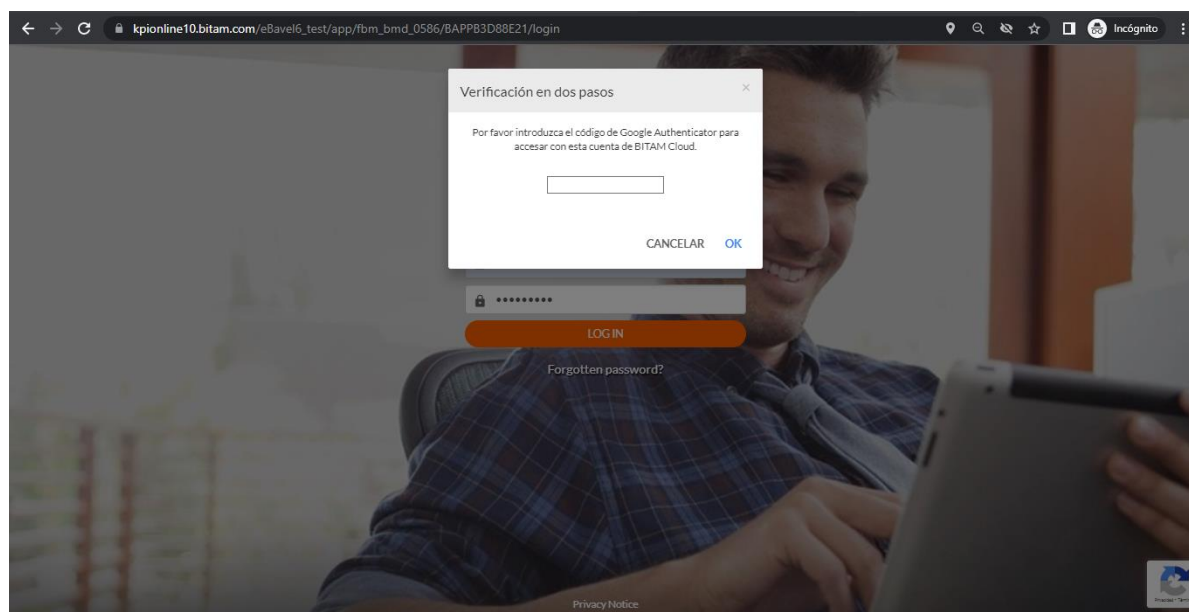 kpionline10.bitam.com/eBavel6_test/app/fbm_bmd_0586/BAPPB3D88E21/login
Incógnito
Verificación en dos pasos
Por favor introduzca el código de Google Authenticator para
accesar con esta cuenta de BITAM Cloud.
CANCELAR OK
LOG IN
Forgotten password?
Privacy Notice